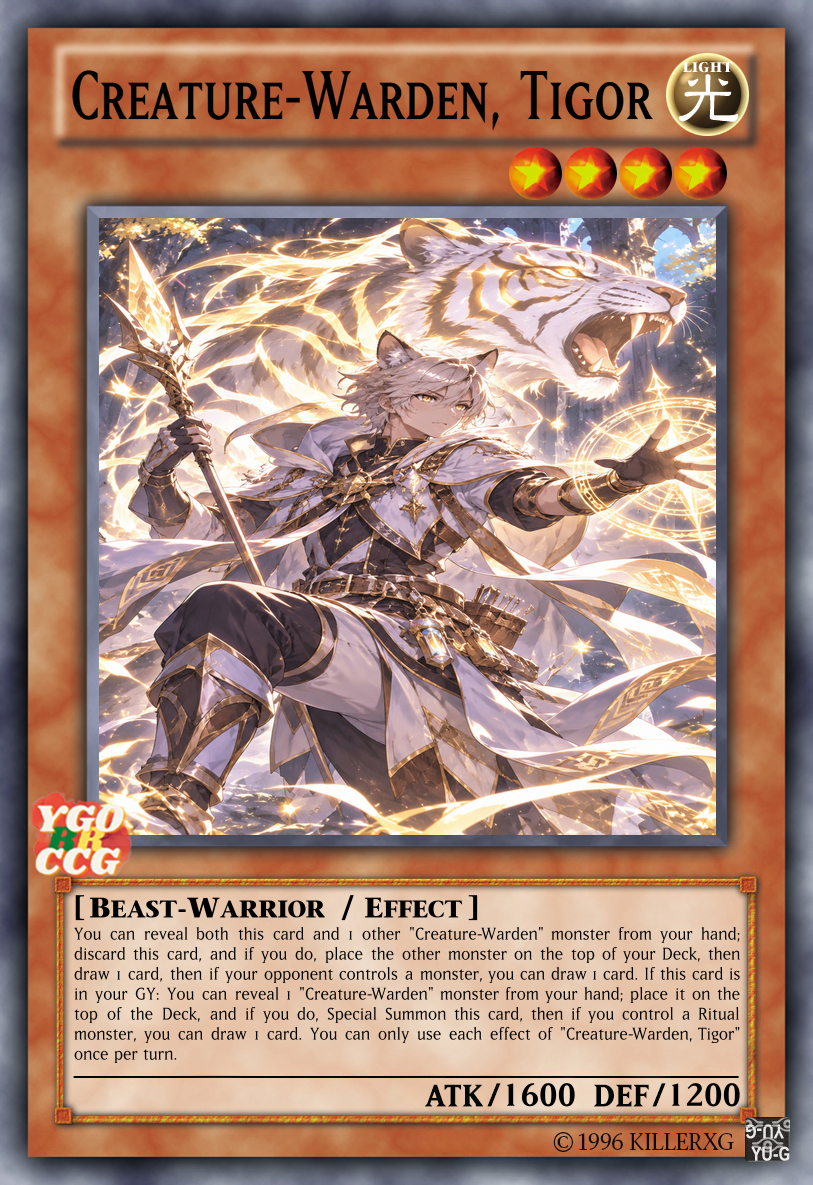 CREATURE-WARDEN, TIGOR
LIGHT
光
YGO
RR
CCG
[ BEAST-WARRIOR / EFFECT ]
You can reveal both this card and 1 other "Creature-Warden" monster from your hand;
discard this card, and if you do, place the other monster on the top of your Deck, then
draw 1 card, then if your opponent controls a monster, you can draw 1 card. If this card is
in your GY: You can reveal 1 "Creature-Warden" monster from your hand; place it on the
top of the Deck, and if you do, Special Summon this card, then if you control a Ritual
monster, you can draw 1 card. You can only use each effect of "Creature-Warden, Tigor"
once per turn.
ATK/1600 DEF/1200
© 1996 KILLERXG
YU-G
YU-G